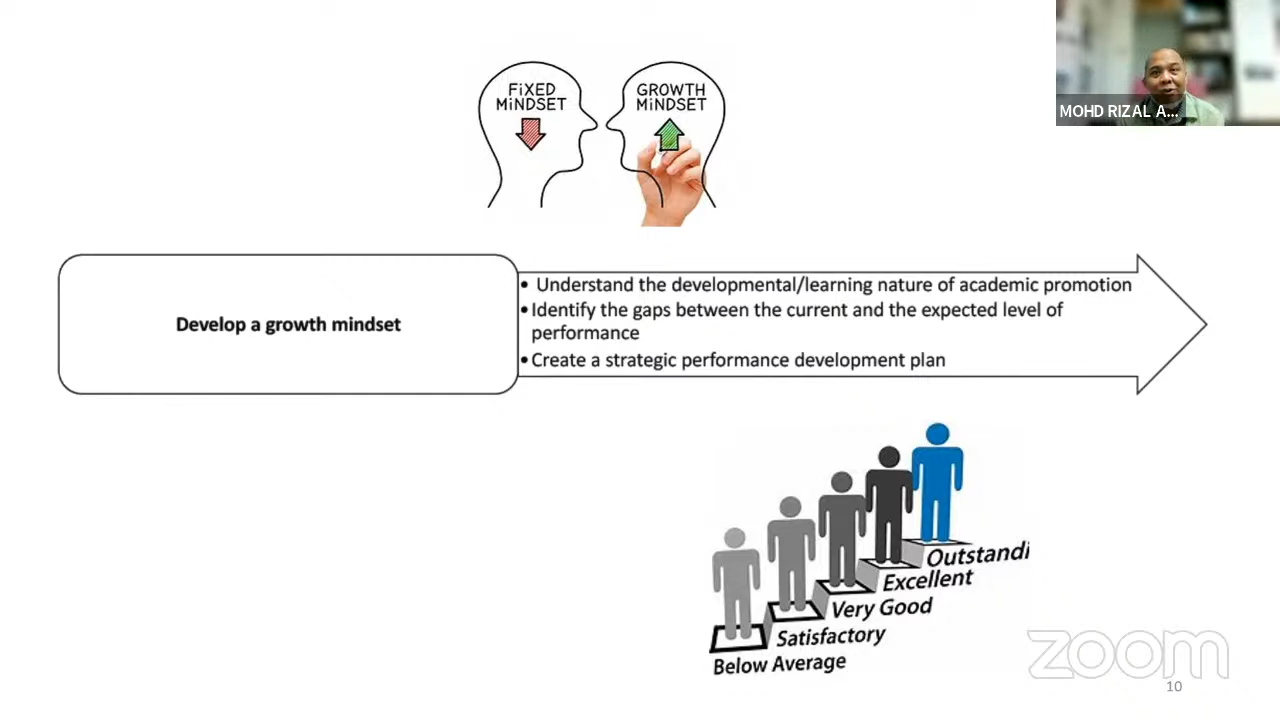 MOHD RIZAL A...
FiXED
MiNDSET
GROWTH
MiNDSET
Develop a growth mindset
• Understand the developmental/learning nature of academic promotion
• Identify the gaps between the current and the expected level of
performance
• Create a strategic performance development plan
Outstandi
Excellent
Very Good
Satisfactory
Below Average
zoom
10